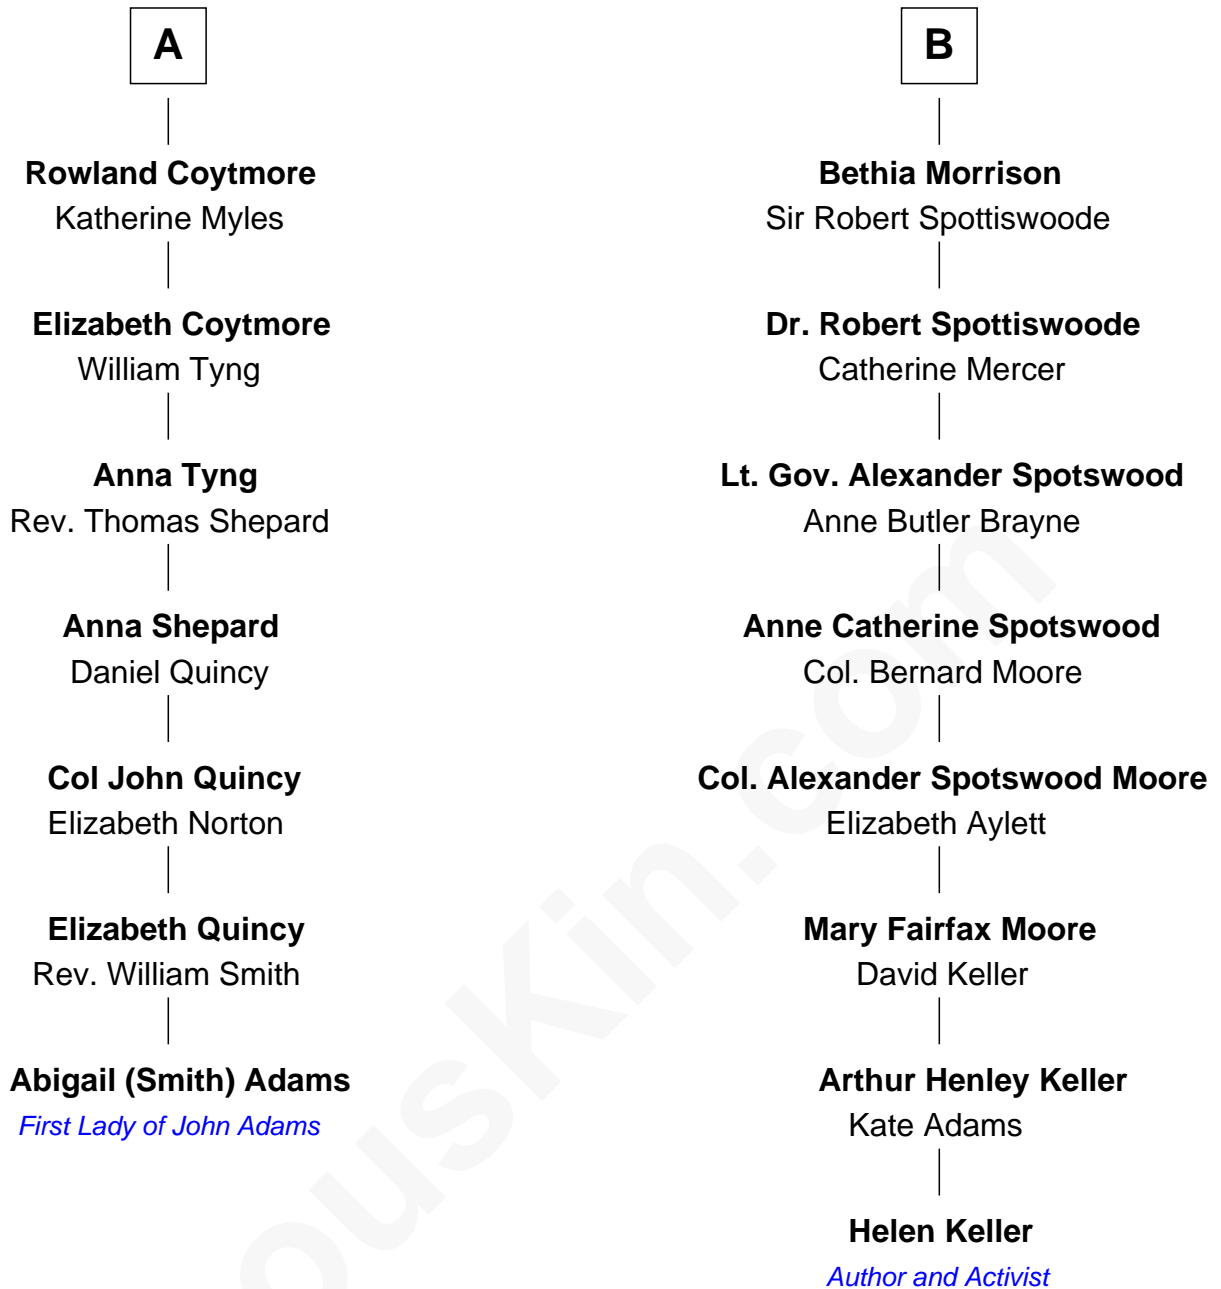 A
Rowland Coytmore
Katherine Myles
Elizabeth Coytmore
William Tyng
Anna Tyng
Rev. Thomas Shepard
Anna Shepard
Daniel Quincy
Col John Quincy
Elizabeth Norton
Elizabeth Quincy
Rev. William Smith
Abigail (Smith) Adams
First Lady of John Adams
B
Bethia Morrison
Sir Robert Spottiswoode
Dr. Robert Spottiswoode
Catherine Mercer
Lt. Gov. Alexander Spotswood
Anne Butler Brayne
Anne Catherine Spotswood
Col. Bernard Moore
Col. Alexander Spotswood Moore
Elizabeth Aylett
Mary Fairfax Moore
David Keller
Arthur Henley Keller
Kate Adams
Helen Keller
Author and Activist
ousKin.com